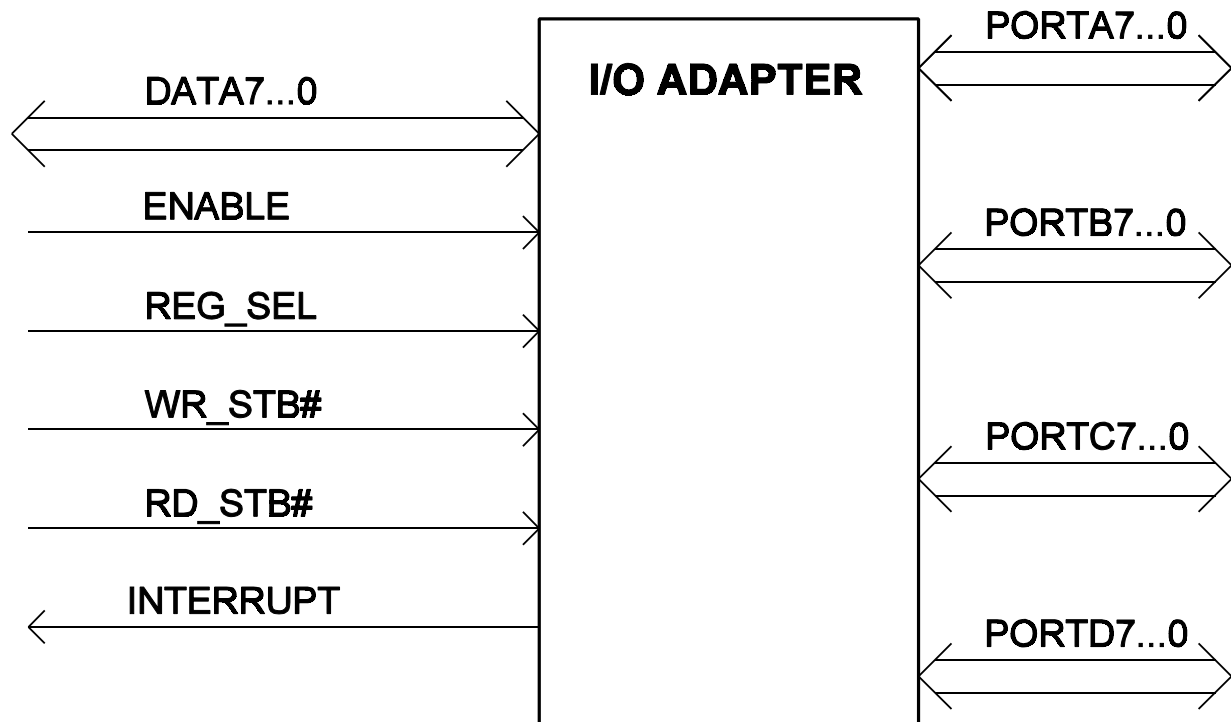 I/O ADAPTER
DATA7...0
ENABLE
REG_SEL
WR_STB#
RD_STB#
INTERRUPT
PORTA7...0
PORTB7...0
PORTC7...0
PORTD7...0